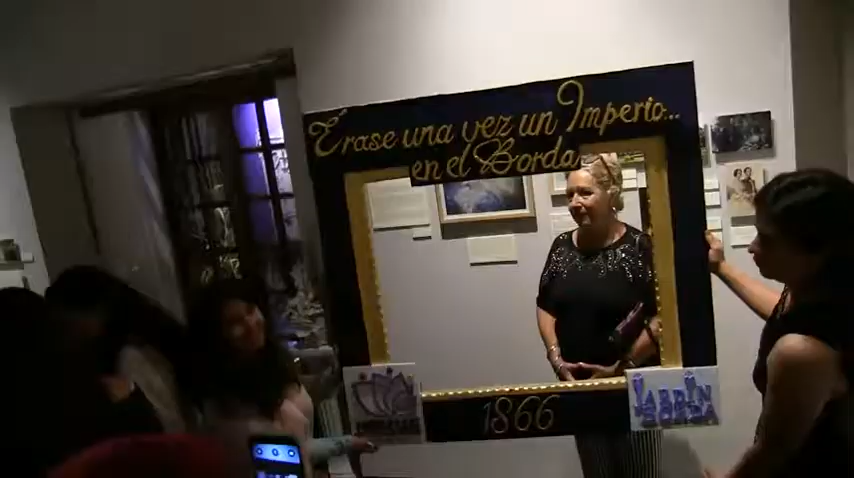 Érase una vez un Imperio...
en el Borda
1866
JARDÍN
BORDA